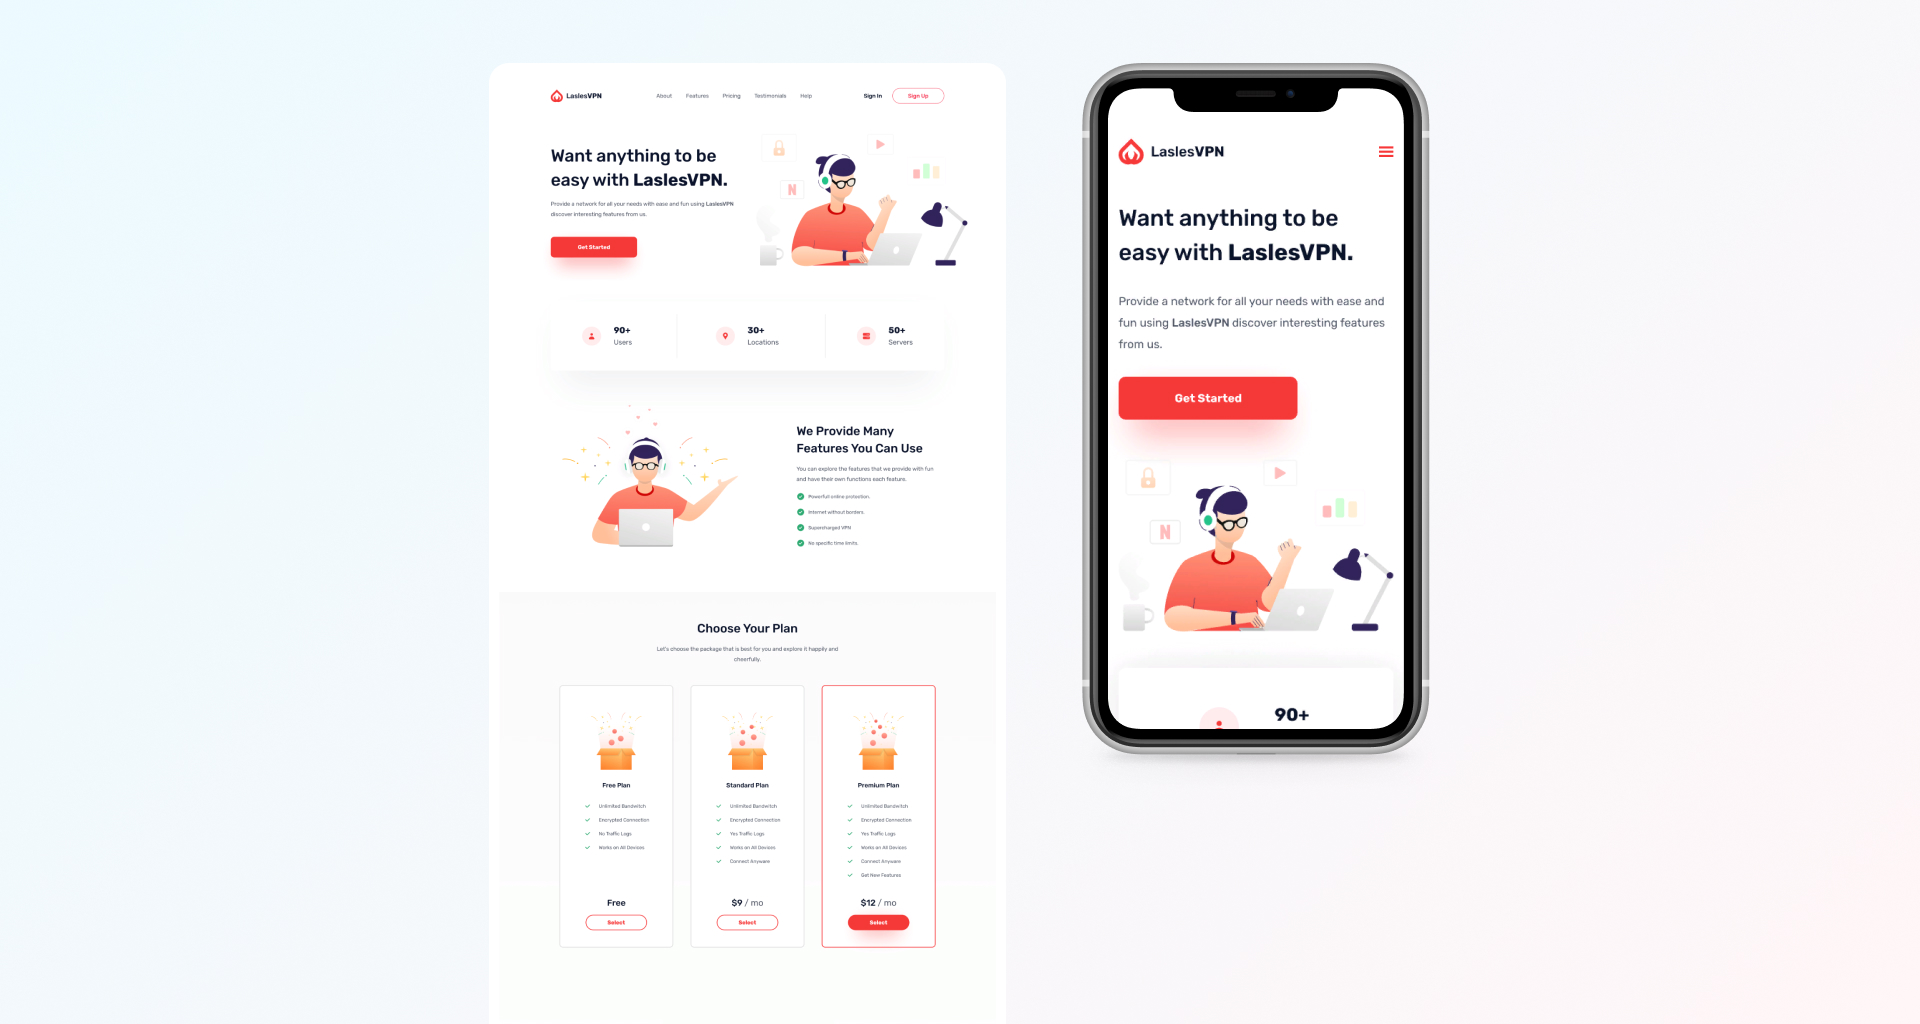 LaslesVPN
About Features Pricing Testimonials Help
Sign In Sign Up
Want anything to be
easy with LaslesVPN.
Provide a network for all your needs with ease and fun using LaslesVPN
discover interesting features from us.
Get Started
N
90+
Users
30+
Locations
50+
Servers
We Provide Many
Features You Can Use
You can explore the features that we provide with fun
and have their own functions each feature.
Powerfull online protection.
Internet without borders.
Supercharged VPN
No specific time limits.
Choose Your Plan
Let's choose the package that is best for you and explore it happily and
cheerfully.
Free Plan
Unlimited Bandwitch
Encrypted Connection
No Traffic Logs
Works on All Devices
Free
Select
Standard Plan
Unlimited Bandwitch
Encrypted Connection
Yes Traffic Logs
Works on All Devices
Connect Anyware
$9 / mo
Select
Premium Plan
Unlimited Bandwitch
Encrypted Connection
Yes Traffic Logs
Works on All Devices
Connect Anyware
Get New Features
$12 / mo
Select
LaslesVPN
Want anything to be
easy with LaslesVPN.
Provide a network for all your needs with ease and
fun using LaslesVPN discover interesting features
from us.
Get Started
N
90+